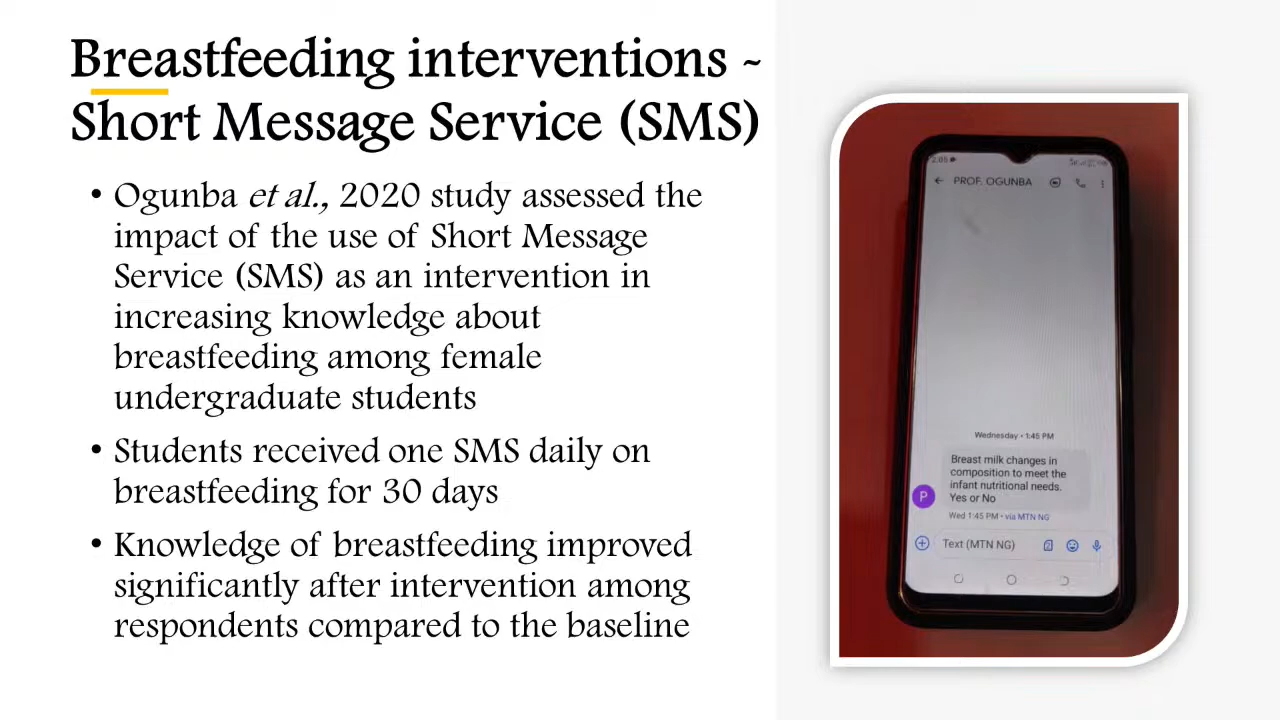 Breastfeeding interventions -
Short Message Service (SMS)
• Ogunba et al., 2020 study assessed the
impact of the use of Short Message
Service (SMS) as an intervention in
increasing knowledge about
breastfeeding among female
undergraduate students
• Students received one SMS daily on
breastfeeding for 30 days
• Knowledge of breastfeeding improved
significantly after intervention among
respondents compared to the baseline
2:05
PROF. OGUNBA
Wednesday • 1:45 PM
Breast milk changes in
composition to meet the
infant nutritional needs.
Yes or No
P
Wed 1:45 PM • via MTN NG
Text (MTN NG)